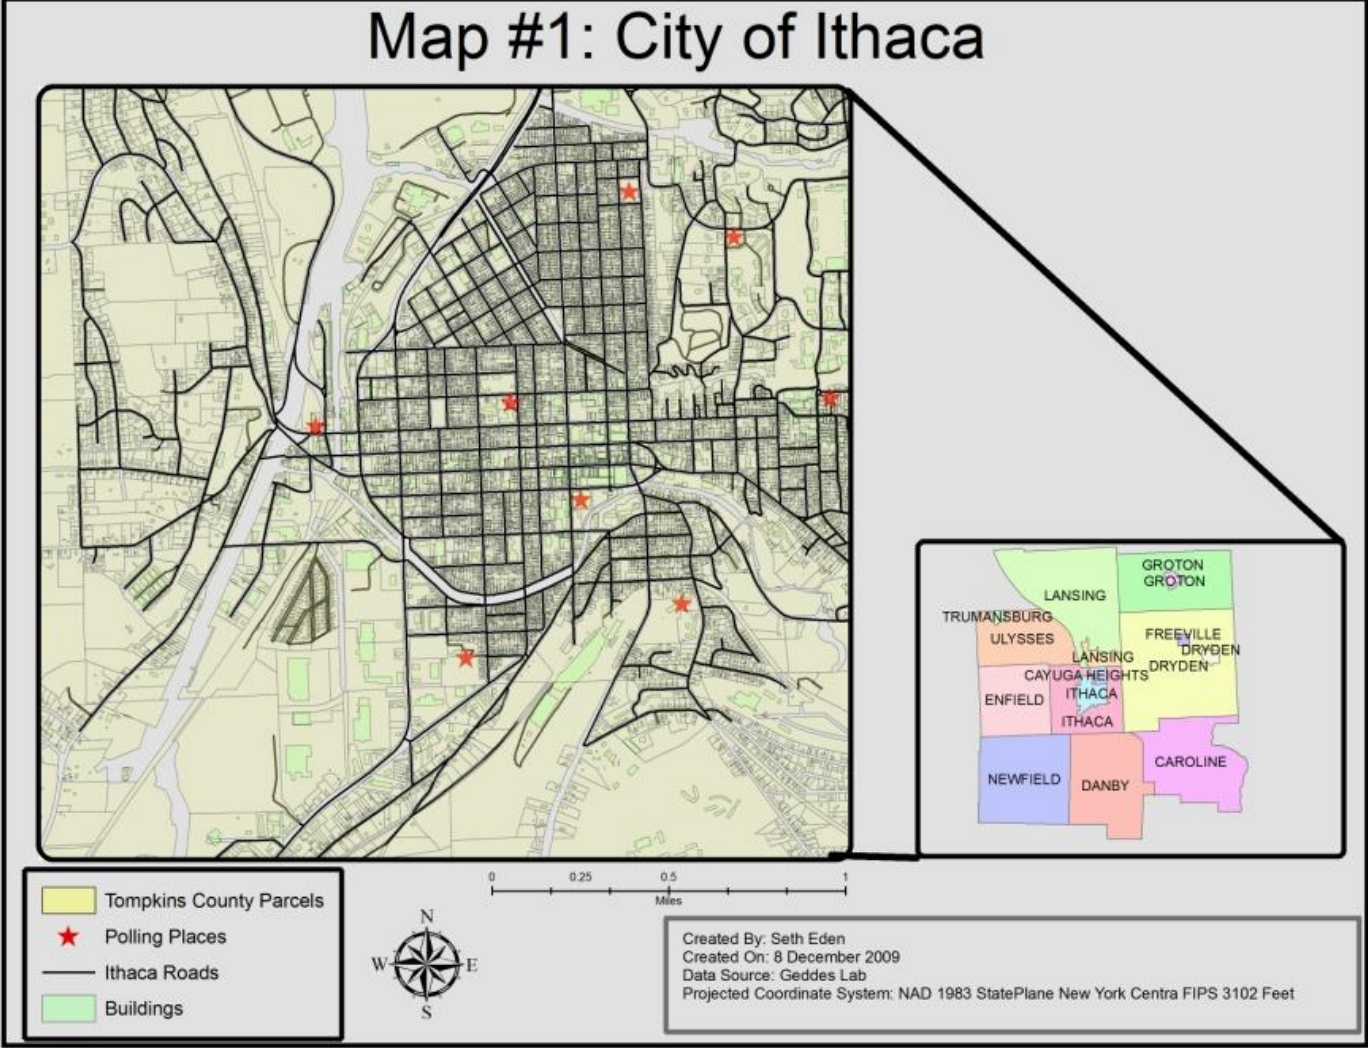 Map #1: City of Ithaca
GROTON
GROTON
LANSING
TRUMANSBURG
ULYSSES
FREEVILLE
DRYDEN
LANSING
DRYDEN
CAYUGA HEIGHTS
ENFIELD
ITHACA
ITHACA
CAROLINE
NEWFIELD
DANBY
Tompkins County Parcels
Polling Places
Ithaca Roads
Buildings
0 0.25 0.5 1
Miles
N
W E
S
Created By: Seth Eden
Created On: 8 December 2009
Data Source: Geddes Lab
Projected Coordinate System: NAD 1983 StatePlane New York Centra FIPS 3102 Feet